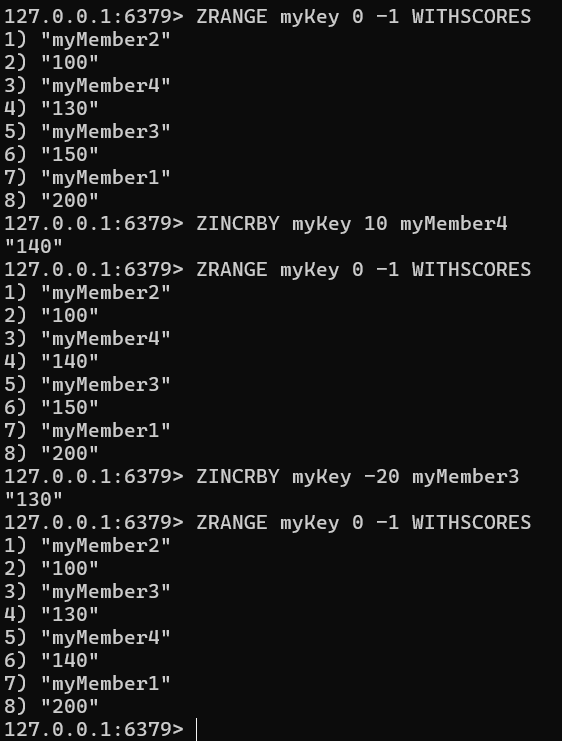 127.0.0.1:6379> ZRANGE myKey 0 -1 WITHSCORES
1) "myMember2"
2) "100"
3) "myMember4"
4) "130"
5) "myMember3"
6) "150"
7) "myMember1"
8) "200"
127.0.0.1:6379> ZINCRBY myKey 10 myMember4
"140"
127.0.0.1:6379> ZRANGE myKey 0 -1 WITHSCORES
1) "myMember2"
2) "100"
3) "myMember4"
4) "140"
5) "myMember3"
6) "150"
7) "myMember1"
8) "200"
127.0.0.1:6379> ZINCRBY myKey -20 myMember3
"130"
127.0.0.1:6379> ZRANGE myKey 0 -1 WITHSCORES
1) "myMember2"
2) "100"
3) "myMember3"
4) "130"
5) "myMember4"
6) "140"
7) "myMember1"
8) "200"
127.0.0.1:6379>